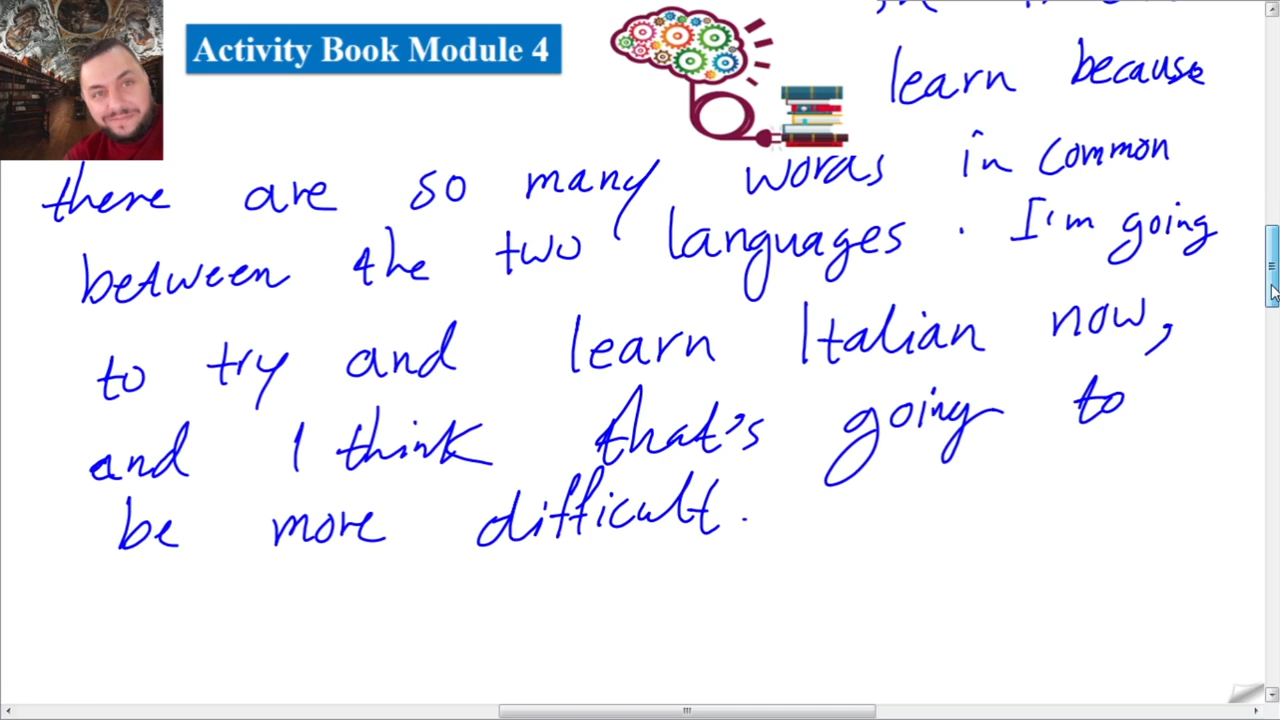 Activity Book Module 4
learn because
there are so many words in common
between the two languages. I'm going
to try and learn Italian now,
and I think that's going to
be more difficult.